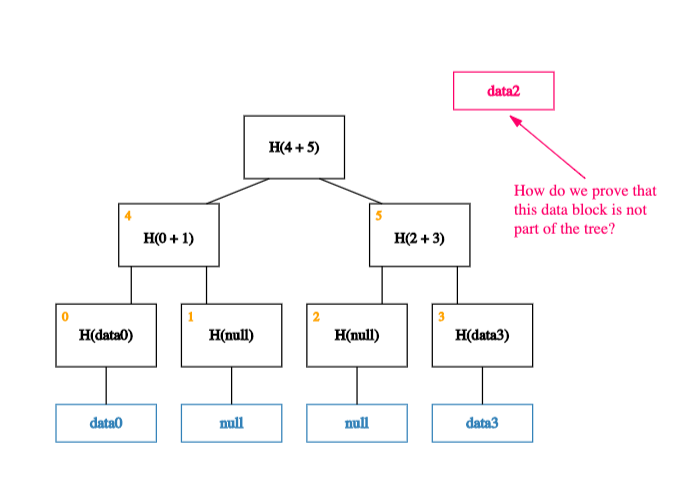 data2
H(4 + 5)
How do we prove that
this data block is not
part of the tree?
4
H(0 + 1)
5
H(2 + 3)
0
H(data0)
1
H(null)
2
H(null)
3
H(data3)
data0
null
null
data3